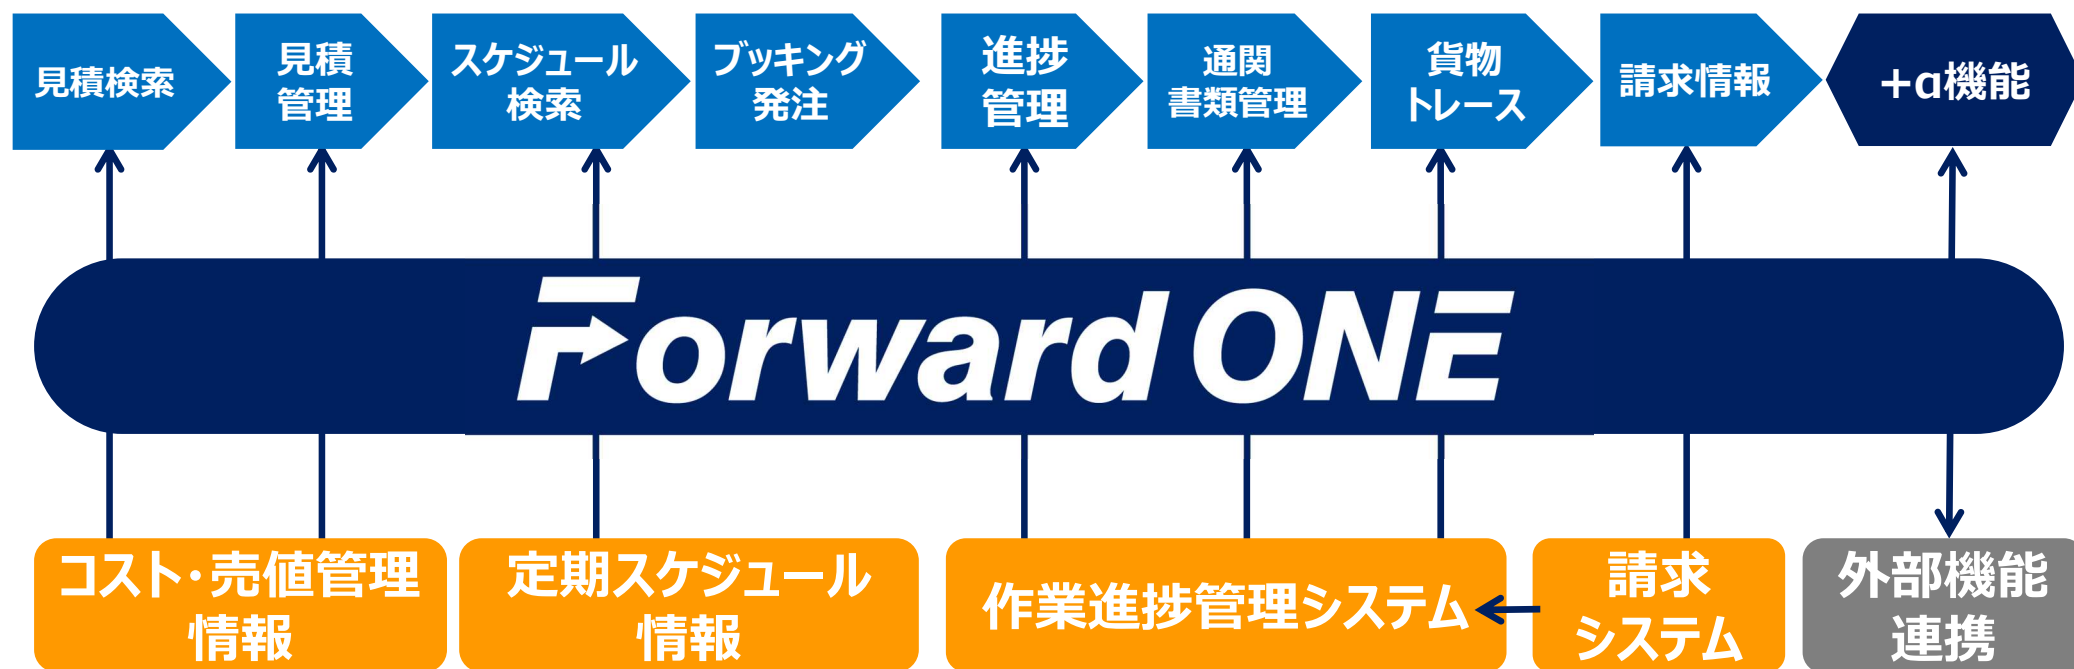 見積検索
見積
管理
スケジュール
検索
ブッキング
発注
進捗
管理
通関
書類管理
貨物
トレース
請求情報
+α機能
Forward ONE
コスト・売値管理
情報
定期スケジュール
情報
作業進捗管理システム
請求
システム
外部機能
連携